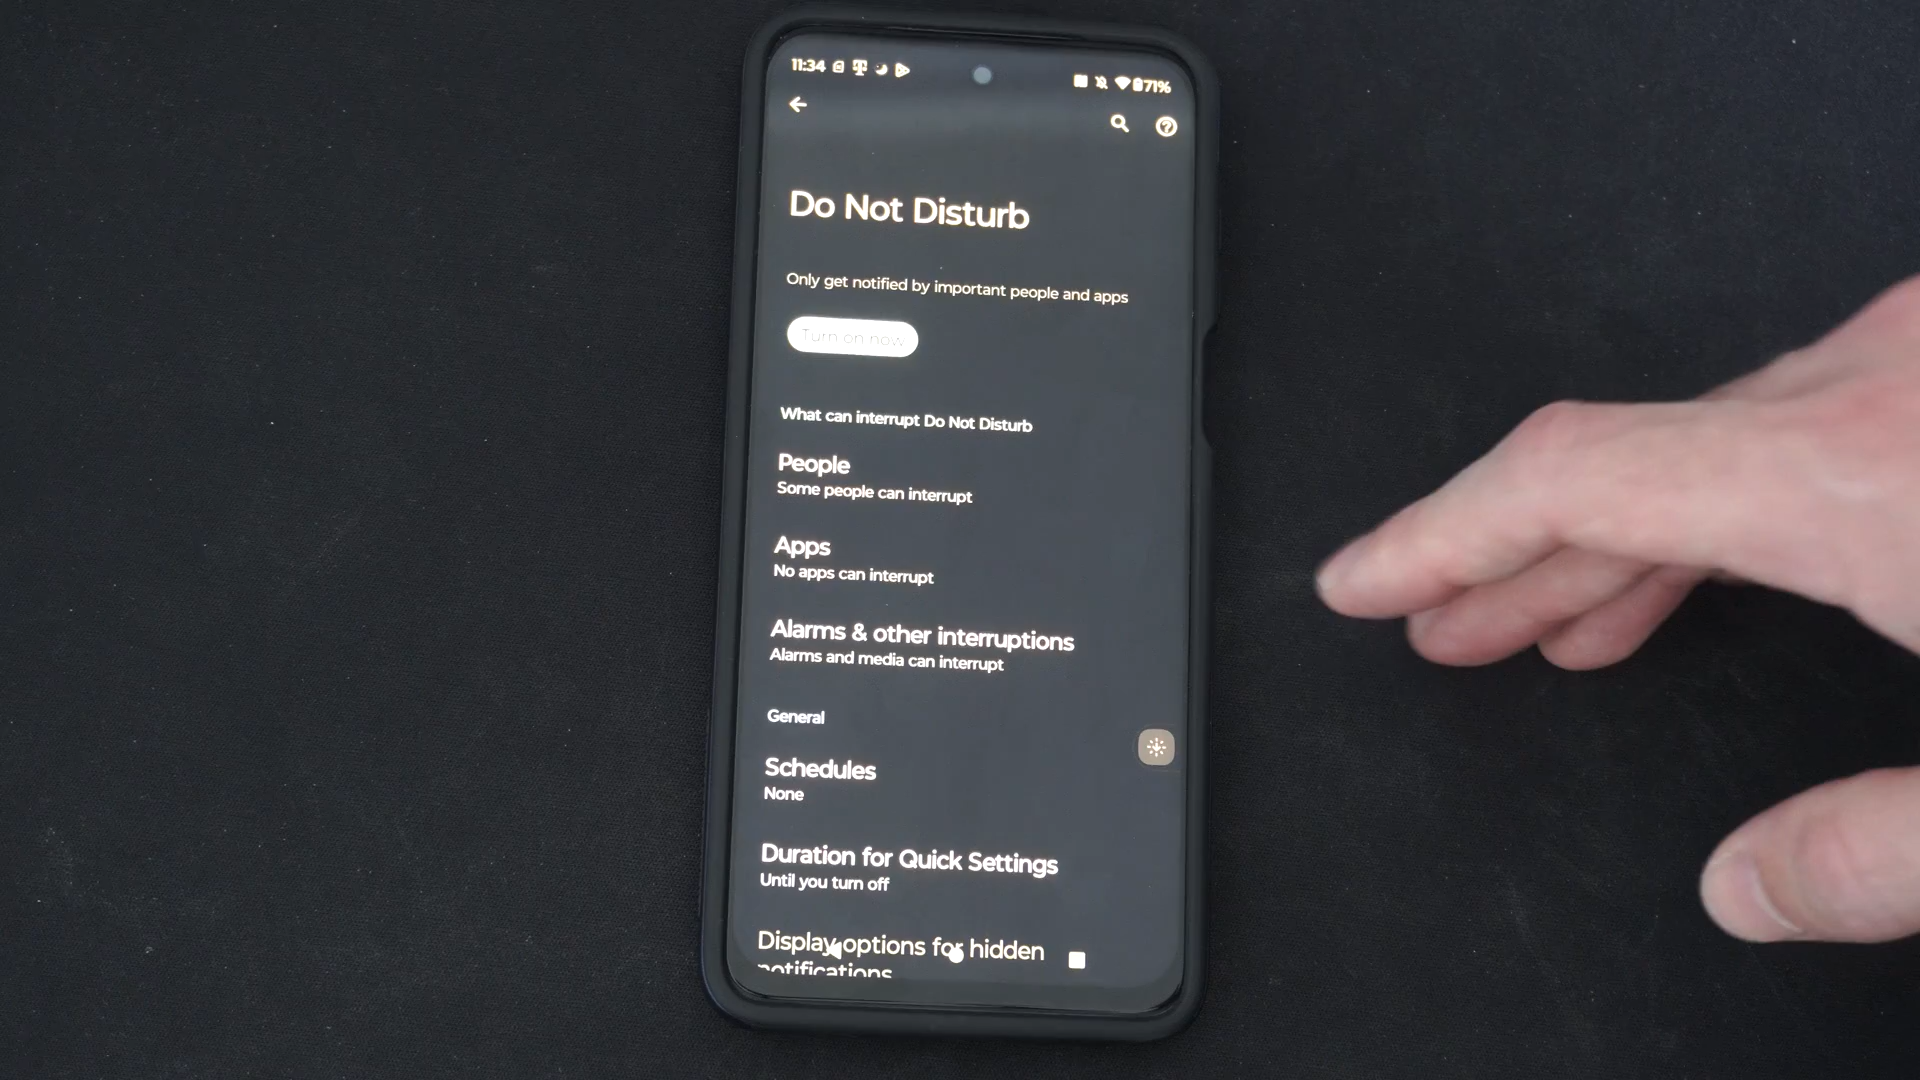 11:34
71%
Do Not Disturb
Only get notified by important people and apps
Turn on now
What can interrupt Do Not Disturb
People
Some people can interrupt
Apps
No apps can interrupt
Alarms & other interruptions
Alarms and media can interrupt
General
Schedules
None
Duration for Quick Settings
Until you turn off
Display options for hidden
notifications